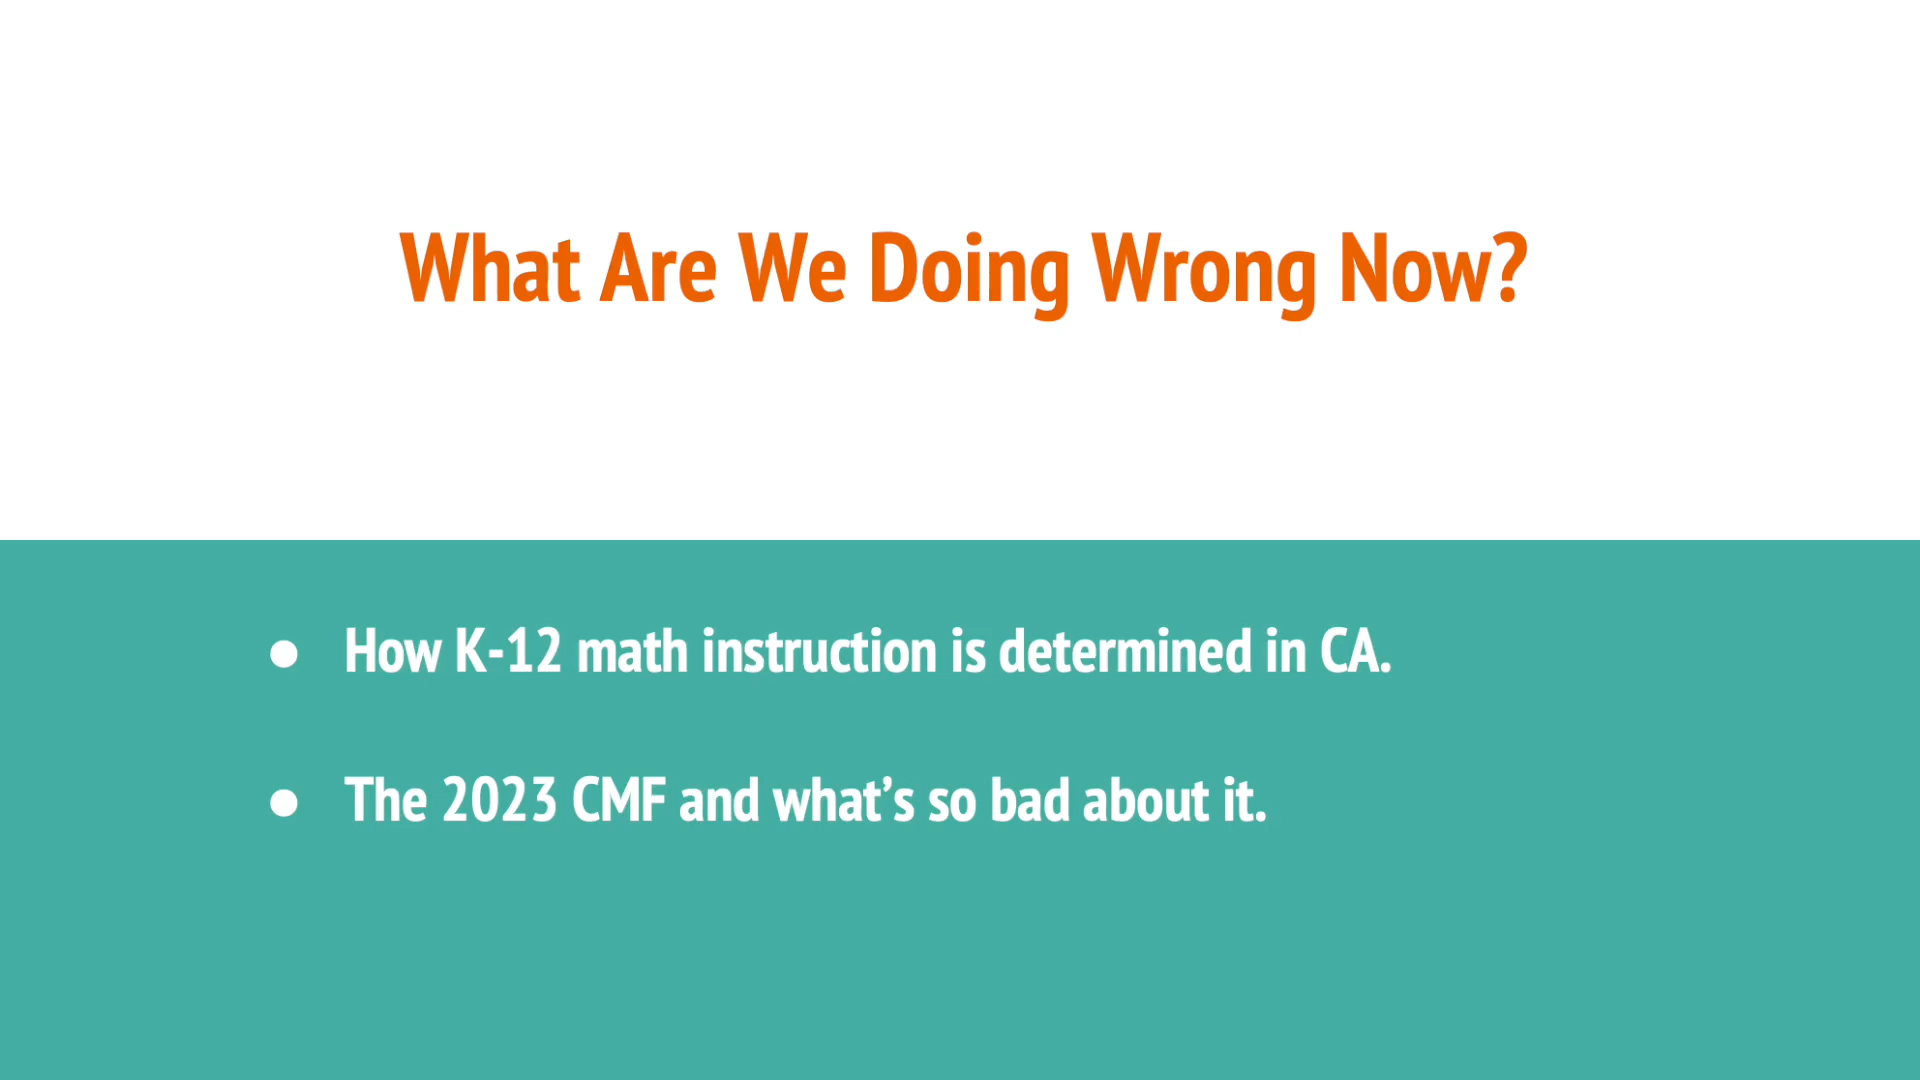 What Are We Doing Wrong Now?
● How K-12 math instruction is determined in CA.
● The 2023 CMF and what’s so bad about it.